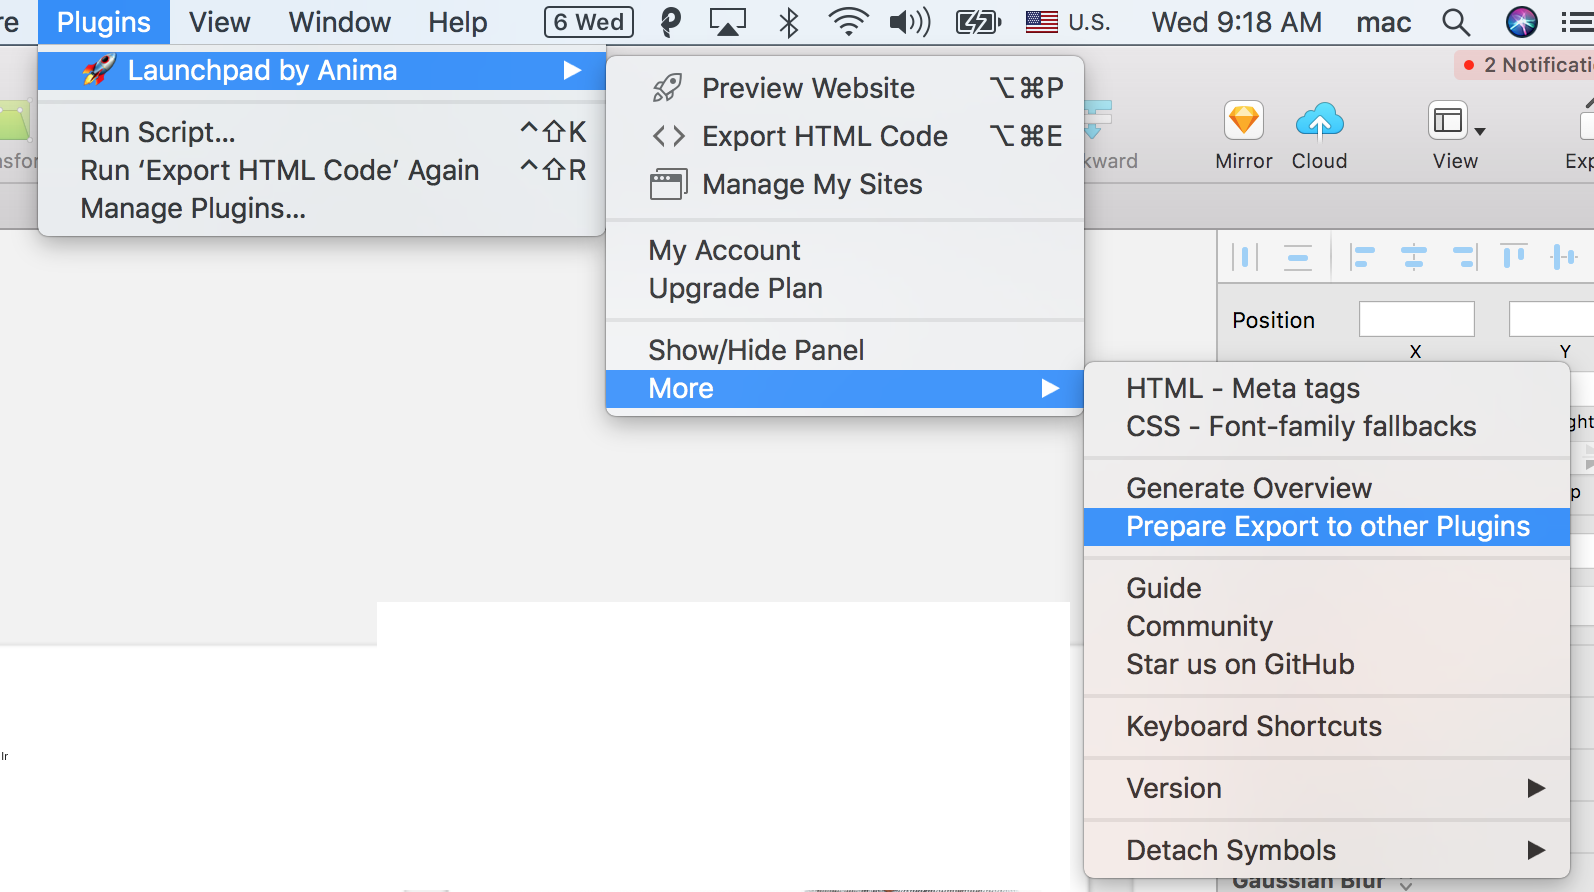 re Plugins View Window Help 6 Wed U.S. Wed 9:18 AM mac
Launchpad by Anima
Run Script... ^⇧K
Run ‘Export HTML Code’ Again ^⇧R
Manage Plugins...
Preview Website ⌥⌘P
Export HTML Code ⌥⌘E
Manage My Sites
My Account
Upgrade Plan
Show/Hide Panel
More
HTML - Meta tags
CSS - Font-family fallbacks
Generate Overview
Prepare Export to other Plugins
Guide
Community
Star us on GitHub
Keyboard Shortcuts
Version
Detach Symbols
2 Notificati
nsfor
kward
Mirror Cloud View Exp
Position
X Y
ght
p
Gaussian Blur